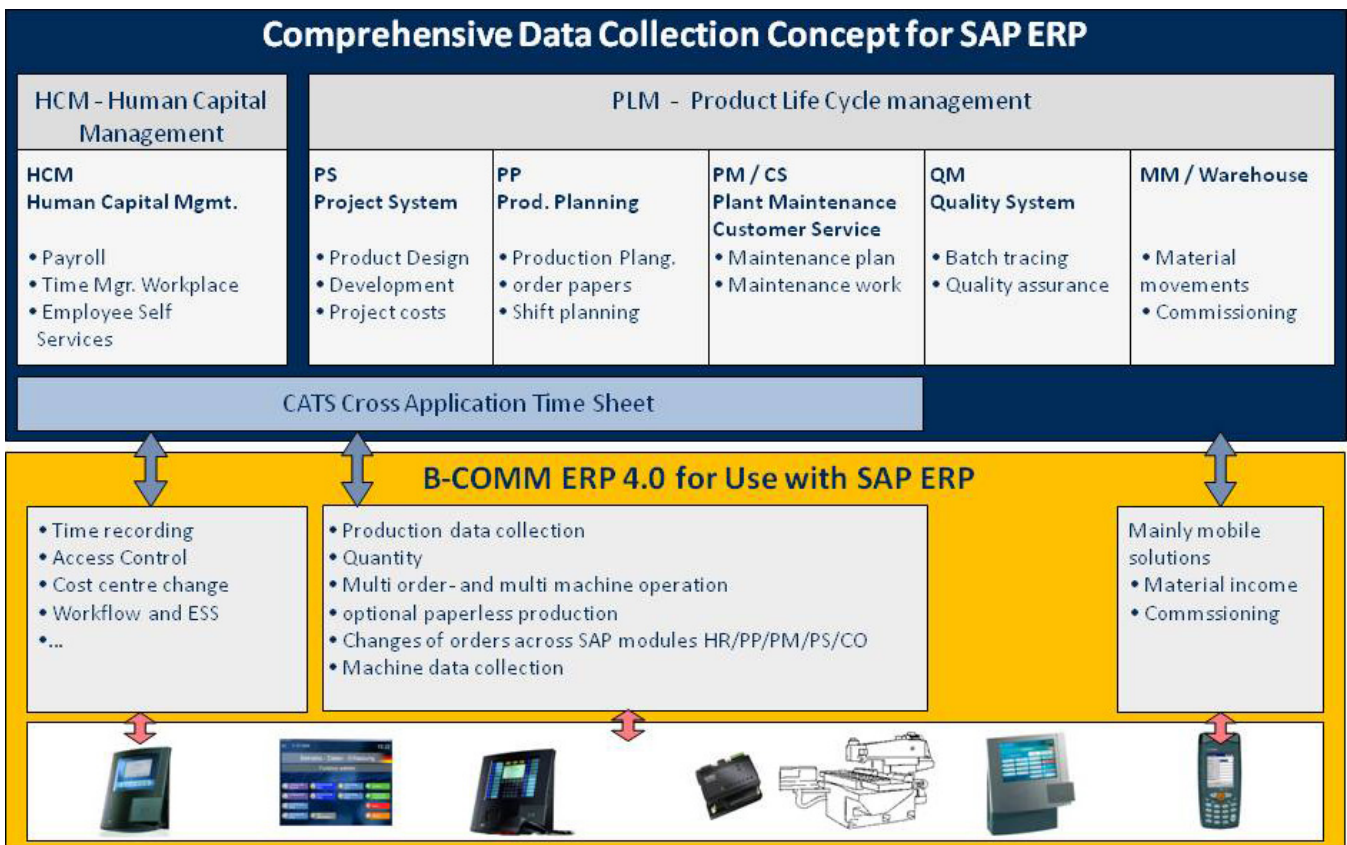 Comprehensive Data Collection Concept for SAP ERP
HCM - Human Capital
Management
PLM - Product Life Cycle management
HCM
Human Capital Mgmt.
• Payroll
• Time Mgr. Workplace
• Employee Self
Services
PS
Project System
• Product Design
• Development
• Project costs
PP
Prod. Planning
• Production Plang.
• order papers
• Shift planning
PM / CS
Plant Maintenance
Customer Service
• Maintenance plan
• Maintenance work
QM
Quality System
• Batch tracing
• Quality assurance
MM / Warehouse
• Material
movements
• Commissioning
CATS Cross Application Time Sheet
B-COMM ERP 4.0 for Use with SAP ERP
• Time recording
• Access Control
• Cost centre change
• Workflow and ESS
•...
• Production data collection
• Quantity
• Multi order- and multi machine operation
• optional paperless production
• Changes of orders across SAP modules HR/PP/PM/PS/CO
• Machine data collection
Mainly mobile
solutions
• Material income
• Commssioning